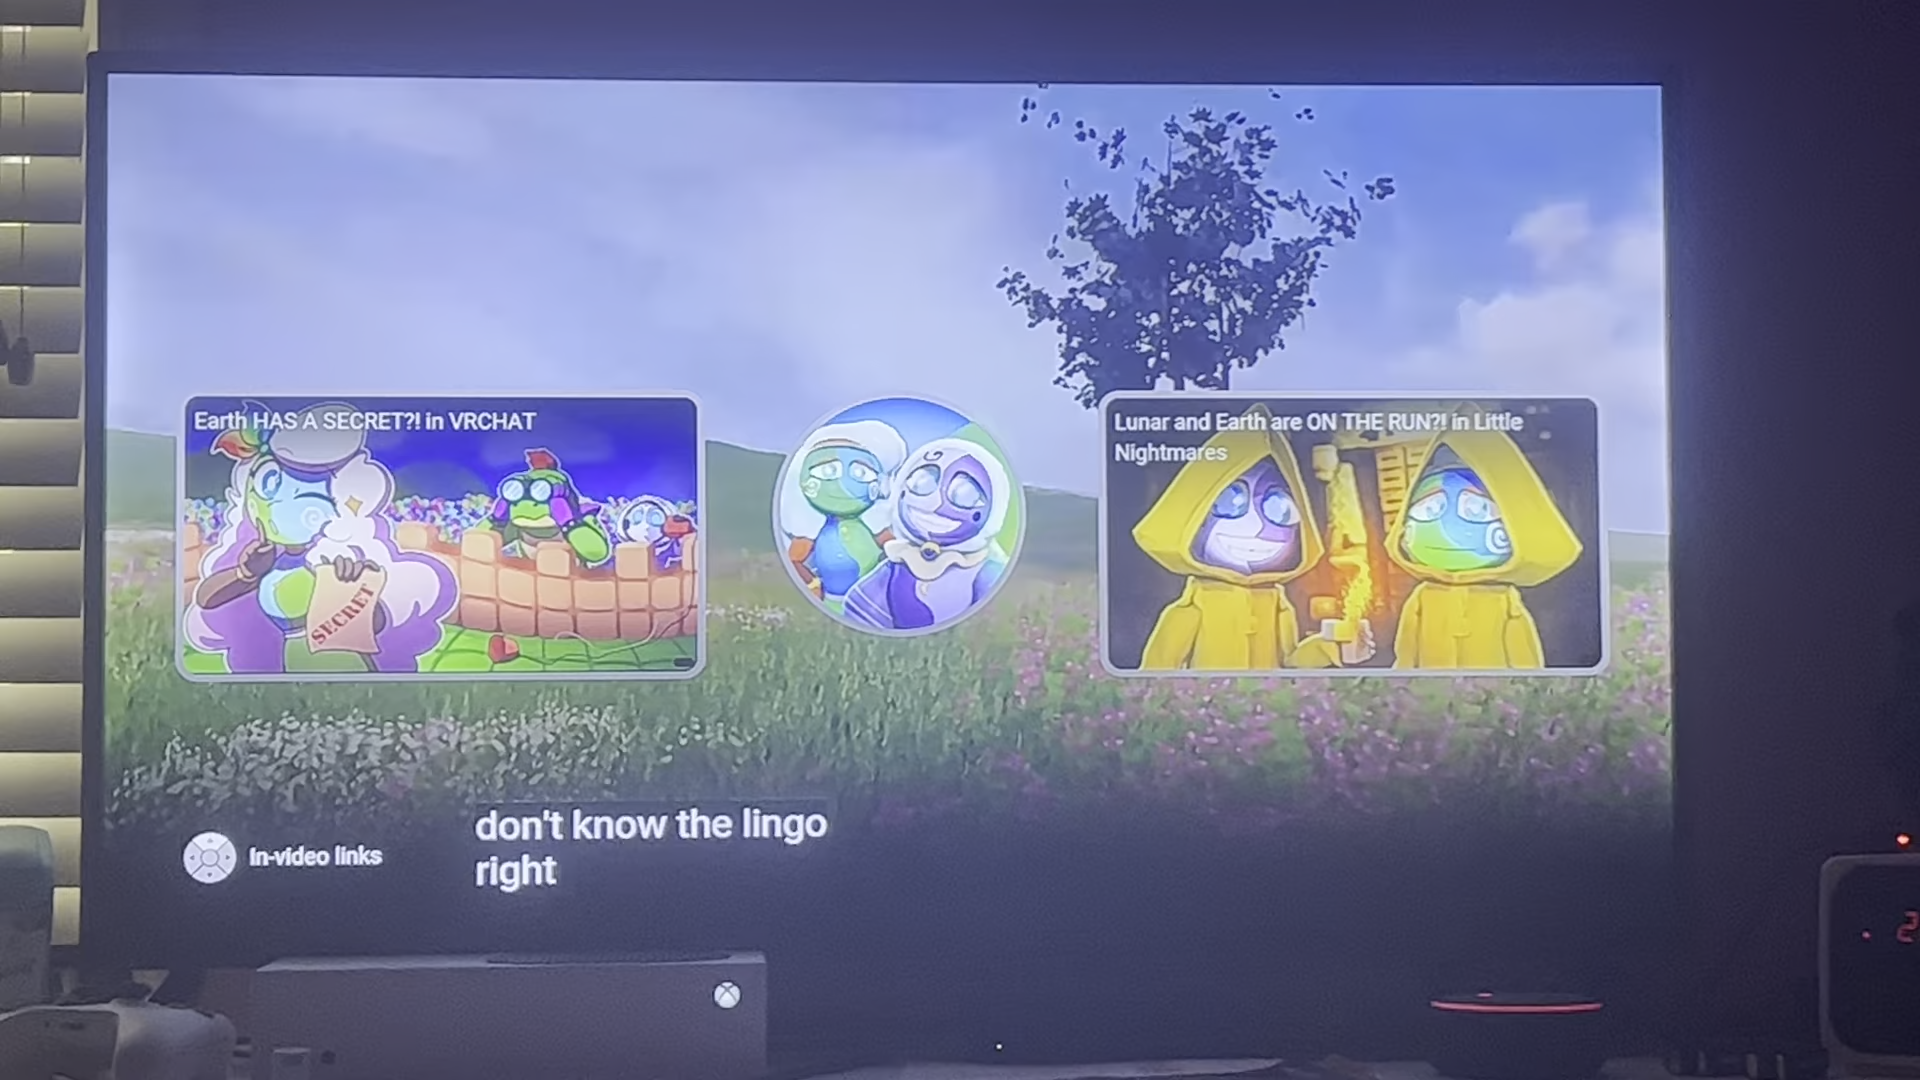 Earth HAS A SECRET?! in VRCHAT
Lunar and Earth are ON THE RUN?! in Little
Nightmares
SECRET
In-video links
don't know the lingo
right
2